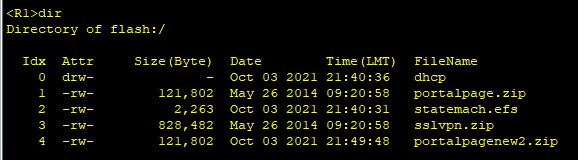 <R1>dir
Directory of flash:/
Idx Attr Size(Byte) Date Time(LMT) FileName
0 drw- - Oct 03 2021 21:40:36 dhcp
1 -rw- 121,802 May 26 2014 09:20:58 portalpage.zip
2 -rw- 2,263 Oct 03 2021 21:40:31 statemach.efs
3 -rw- 828,482 May 26 2014 09:20:58 sslvpn.zip
4 -rw- 121,802 Oct 03 2021 21:49:48 portalpagenew2.zip